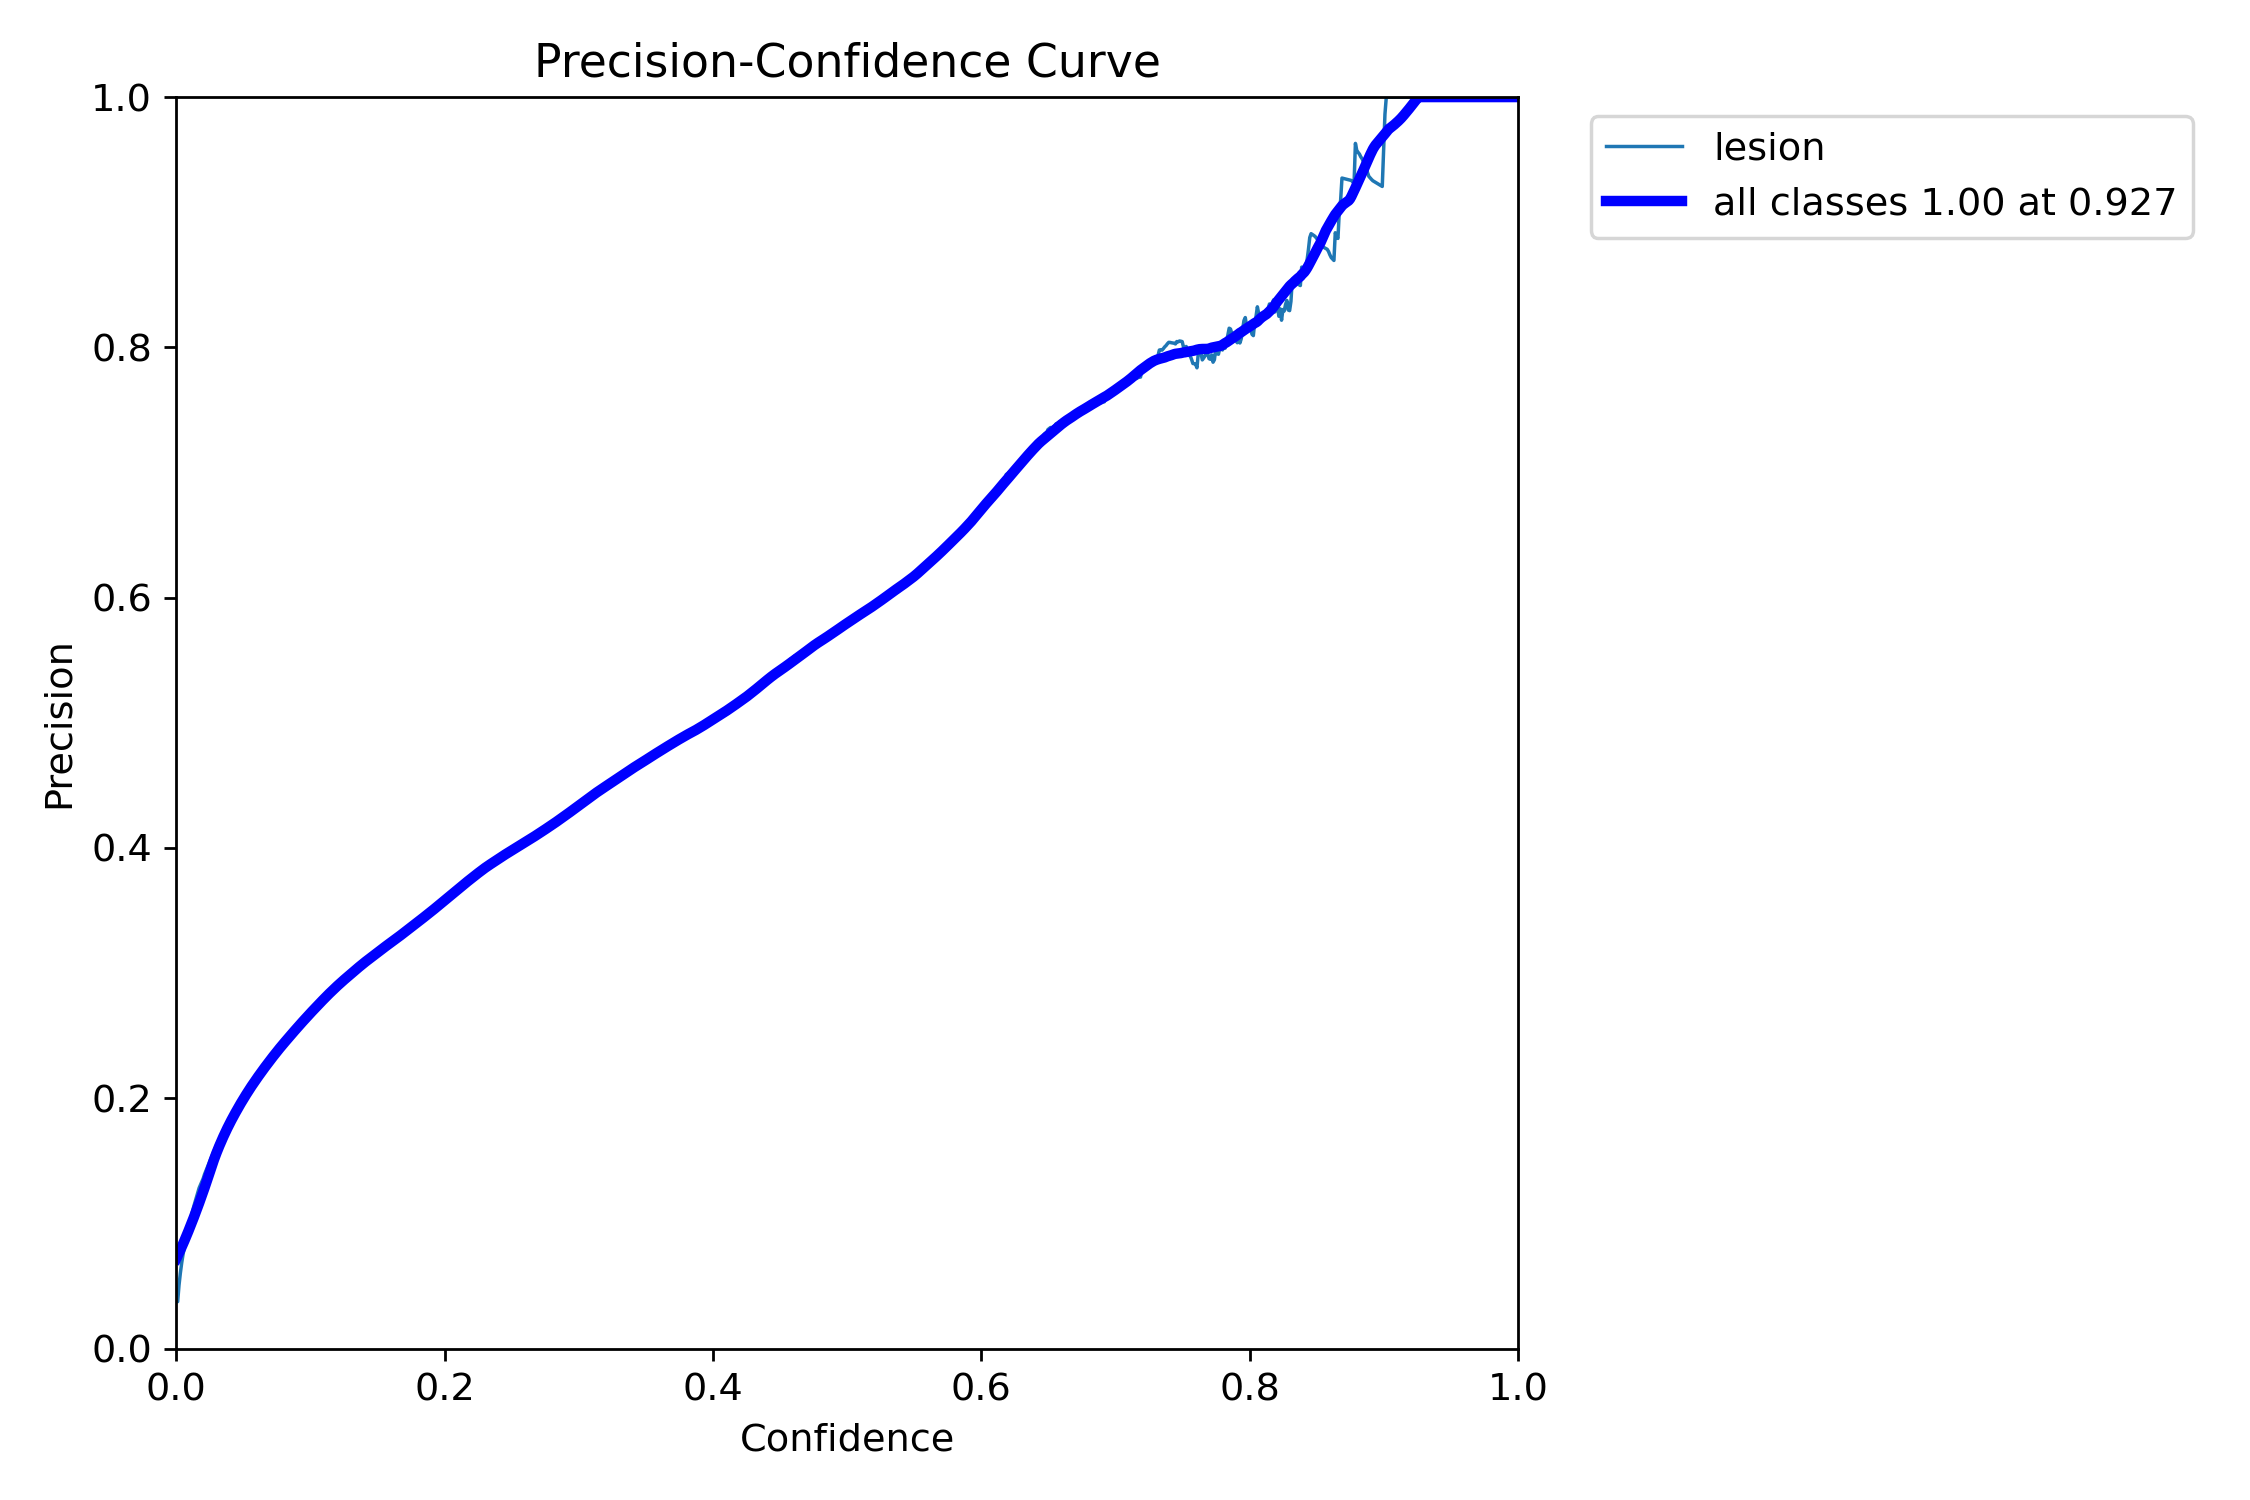 Precision-Confidence Curve
1.0
0.8
0.6
0.4
0.2
0.0
Precision
0.0 0.2 0.4 0.6 0.8 1.0
Confidence
lesion
all classes 1.00 at 0.927